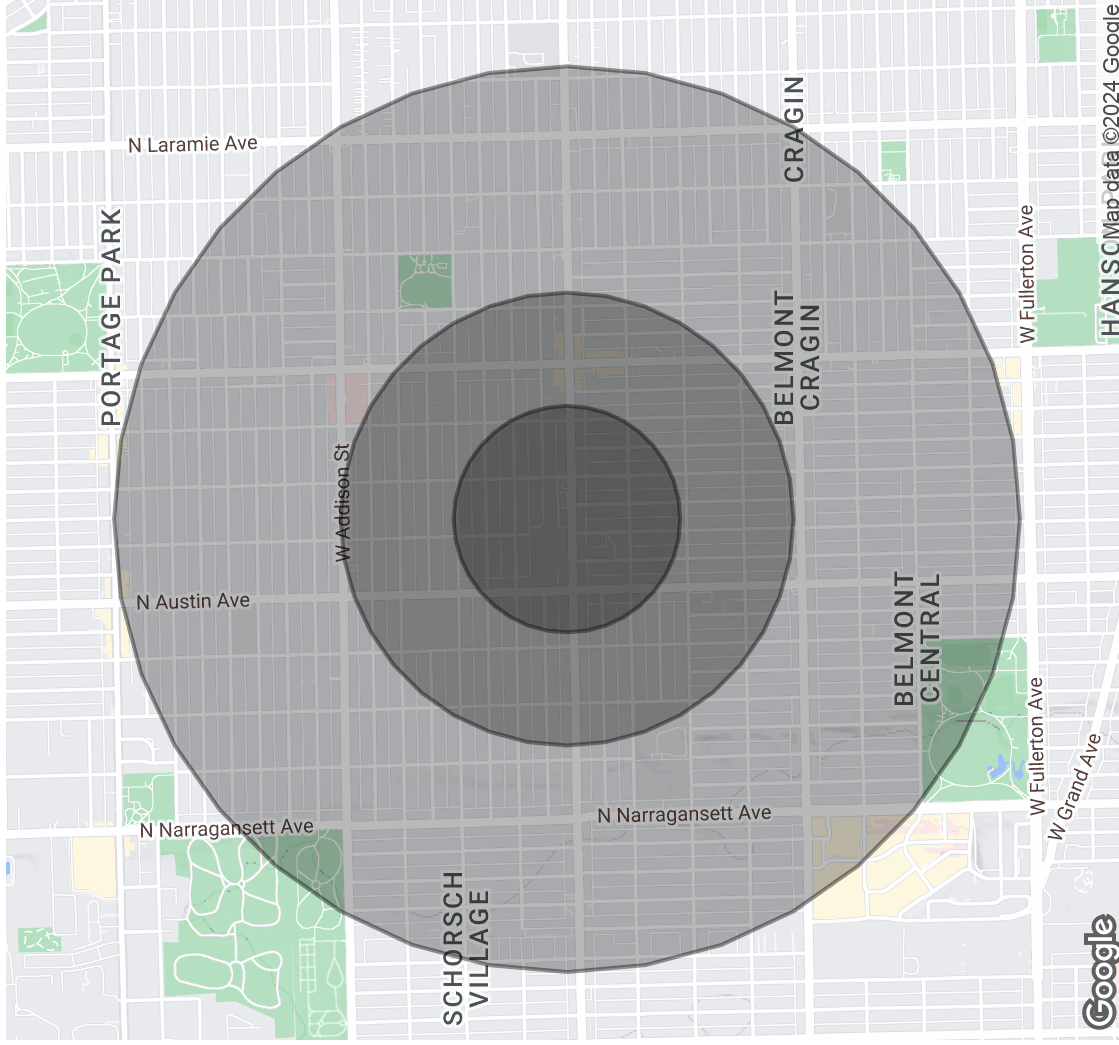 CRAGIN
N Laramie Ave
Map data ©2024 Google
PORTAGE PARK
W Fullerton Ave
HANSC
BELMONT
CRAGIN
W Addison St
N Austin Ave
BELMONT
CENTRAL
W Fullerton Ave
W Grand Ave
N Narragansett Ave
N Narragansett Ave
SCHORSCH
VILLAGE
Google